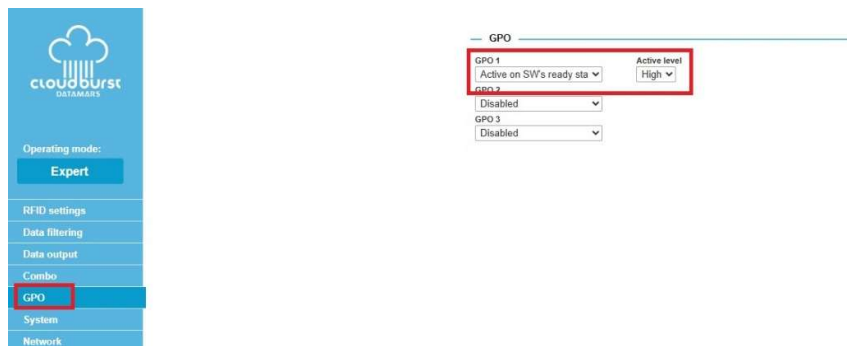 cloudburst
DATAMARS
Operating mode:
Expert
RFID settings
Data filtering
Data output
Combo
GPO
System
Network
GPO
GPO 1 Active level
Active on SW's ready sta High
GPO 2
Disabled
GPO 3
Disabled